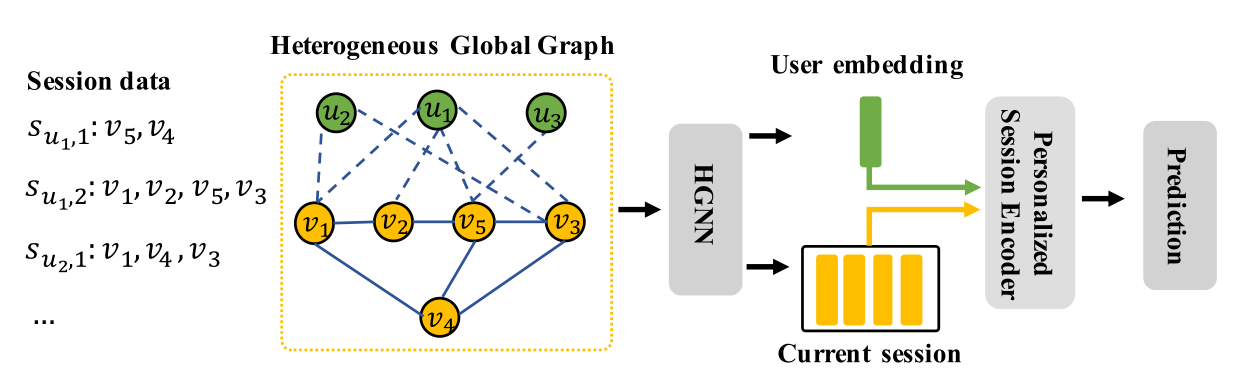 Heterogeneous Global Graph
Session data
s_{u_1,1}: v_5, v_4
s_{u_1,2}: v_1, v_2, v_5, v_3
s_{u_2,1}: v_1, v_4, v_3
...
u_2 u_1 u_3
v_1 v_2 v_5 v_3
v_4
HGNN
User embedding
Current session
Personalized
Session Encoder
Prediction